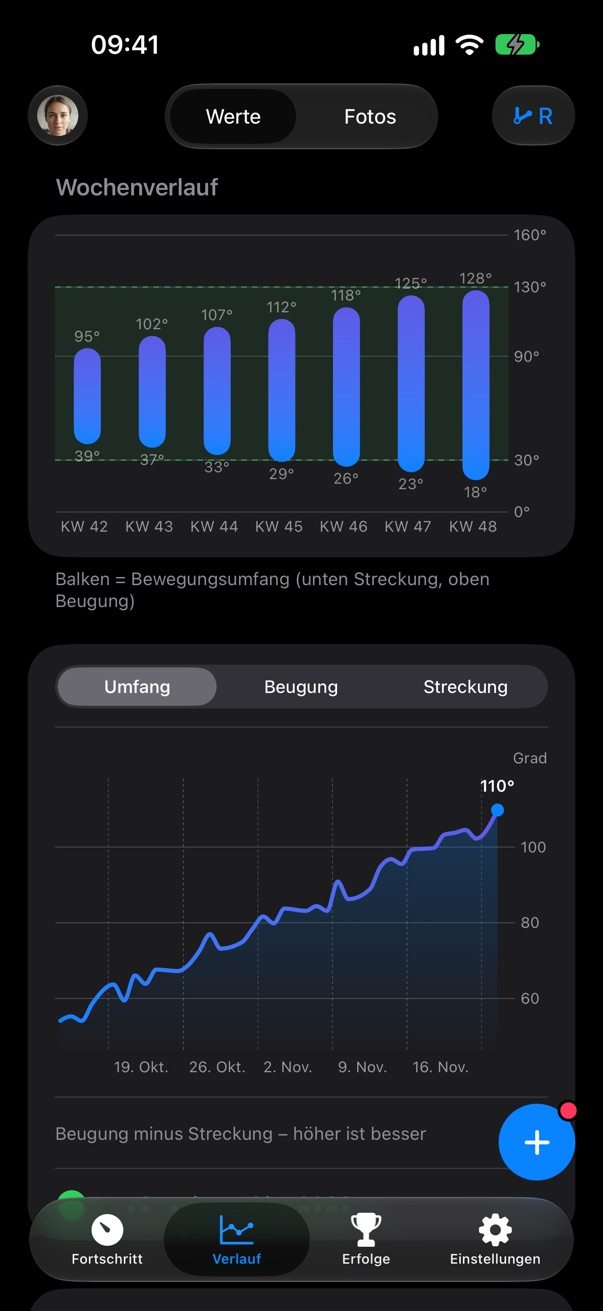 09:41
Werte
Fotos
R
Wochenverlauf
160°
130°
90°
30°
0°
95°
102°
107°
112°
118°
125°
128°
39°
37°
33°
29°
26°
23°
18°
KW 42
KW 43
KW 44
KW 45
KW 46
KW 47
KW 48
Balken = Bewegungsumfang (unten Streckung, oben
Beugung)
Umfang
Beugung
Streckung
Grad
110°
100
80
60
19. Okt.
26. Okt.
2. Nov.
9. Nov.
16. Nov.
Beugung minus Streckung – höher ist besser
Fortschritt
Verlauf
Erfolge
Einstellungen